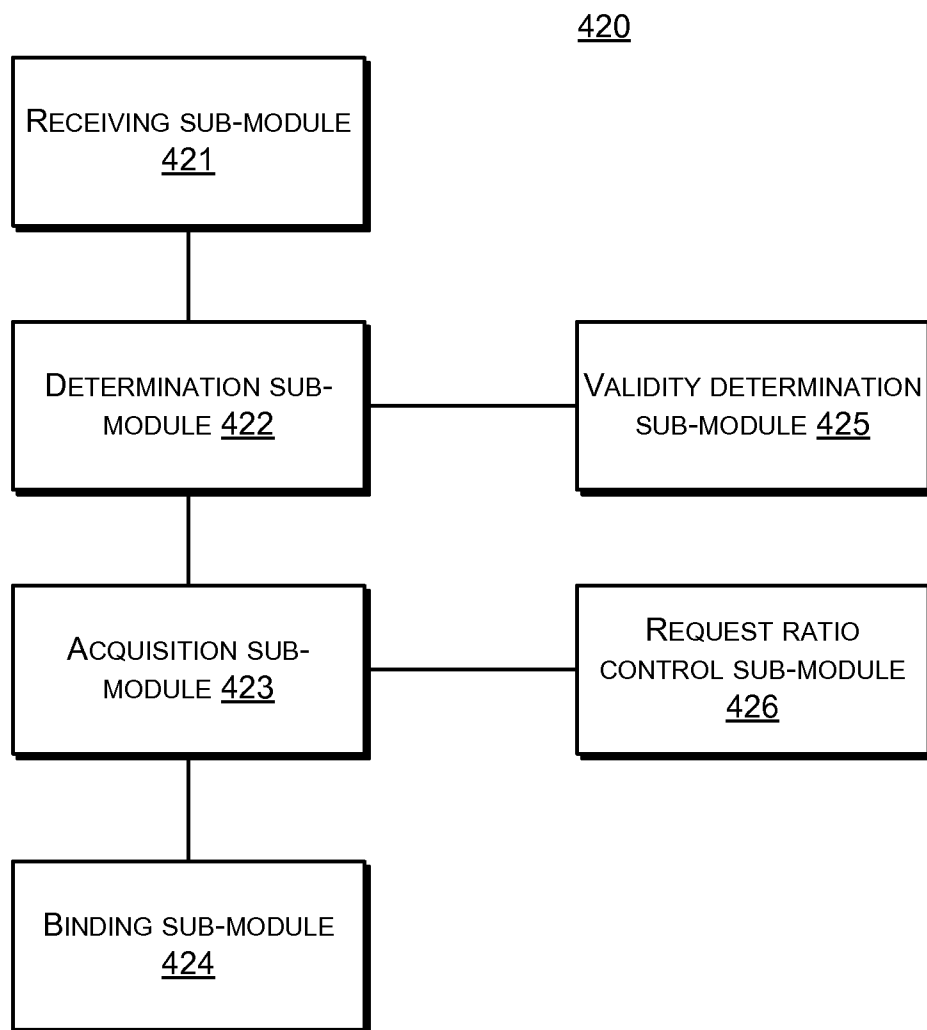 420
RECEIVING SUB-MODULE
421
DETERMINATION SUB-
MODULE 422
VALIDITY DETERMINATION
SUB-MODULE 425
ACQUISITION SUB-
MODULE 423
REQUEST RATIO
CONTROL SUB-MODULE
426
BINDING SUB-MODULE
424